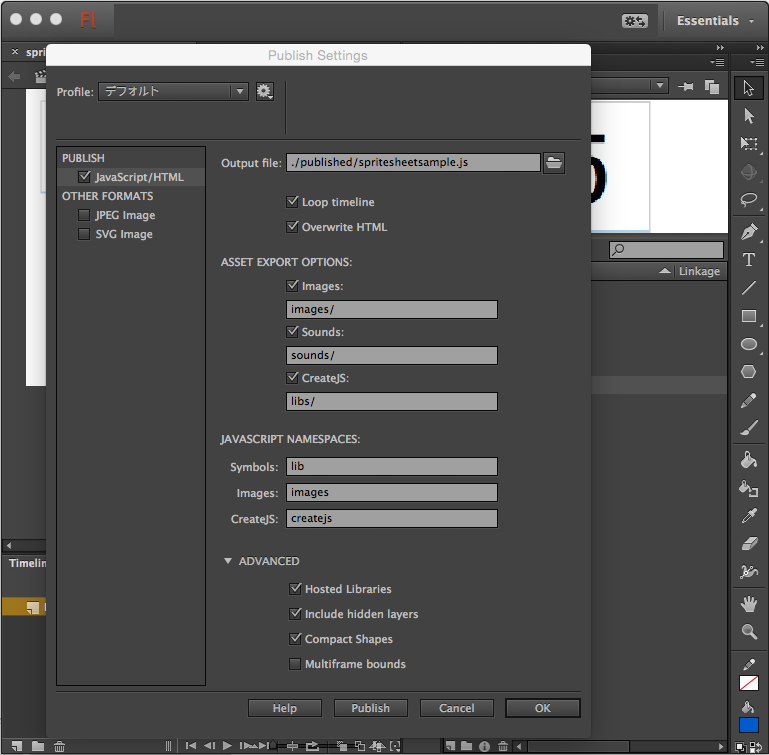 Fl
Essentials
spri
Publish Settings
Profile: デフォルト
PUBLISH
JavaScript/HTML
OTHER FORMATS
JPEG Image
SVG Image
Output file: ./published/spritesheetsample.js
Loop timeline
Overwrite HTML
ASSET EXPORT OPTIONS:
Images:
images/
Sounds:
sounds/
CreateJS:
libs/
JAVASCRIPT NAMESPACES:
Symbols: lib
Images: images
CreateJS: createjs
ADVANCED
Hosted Libraries
Include hidden layers
Compact Shapes
Multiframe bounds
Help Publish Cancel OK
Linkage
Timelin